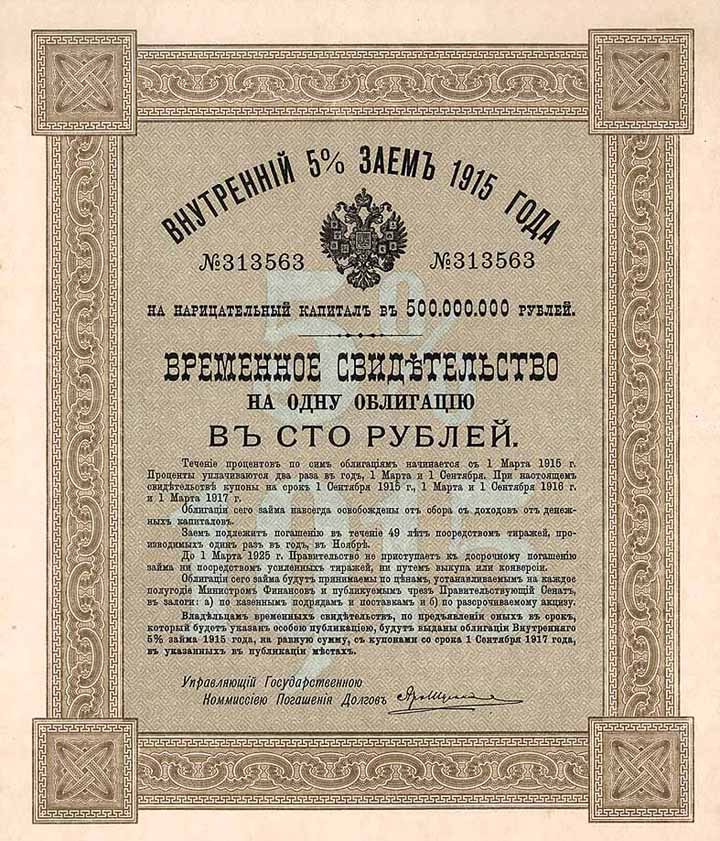 ВНУТРЕННІЙ 5% ЗАЕМЪ 1915 ГОДА
№313563 №313563
НА НАРИЦАТЕЛЬНЫЙ КАПИТАЛЪ ВЪ 500.000.000 РУБЛЕЙ.
ВРЕМЕННОЕ СВИДѢТЕЛЬСТВО
НА ОДНУ ОБЛИГАЦІЮ
ВЪ СТО РУБЛЕЙ.
Теченіе процентовъ по симъ облигаціямъ начинается съ 1 Марта 1915 г.
Проценты уплачиваются два раза въ годъ, 1 Марта и 1 Сентября. При настоящемъ
свидѣтельствѣ купоны на срокъ 1 Сентября 1915 г., 1 Марта и 1 Сентября 1916 г.
и 1 Марта 1917 г.
Облигаціи сего займа навсегда освобождены отъ сбора съ доходовъ отъ денеж-
ныхъ капиталовъ.
Заемъ подлежитъ погашенію въ теченіе 49 лѣтъ посредствомъ тиражей, про-
изводимыхъ одинъ разъ въ годъ, въ Ноябрѣ.
До 1 Марта 1925 г. Правительство не приступаетъ къ досрочному погашенію
займа ни посредствомъ усиленныхъ тиражей, ни путемъ выкупа или конверсіи.
Облигаціи сего займа будутъ принимаемы по цѣнамъ, устанавливаемымъ на каждое
полугодіе Министромъ Финансовъ и публикуемымъ чрезъ Правительствующій Сенатъ,
въ залоги: а) по казеннымъ подрядамъ и поставкамъ и б) по разсрочиваемому акцизу.
Владѣльцамъ временныхъ свидѣтельствъ, по предъявленіи оныхъ въ срокъ,
который будетъ указанъ особою публикаціею, будутъ выданы облигаціи Внутренняго
5% займа 1915 года, на равную сумму, съ купонами со срока 1 Сентября 1917 года,
въ указанныхъ въ публикаціи мѣстахъ.
Управляющій Государственною
Коммиссіею Погашенія Долговъ